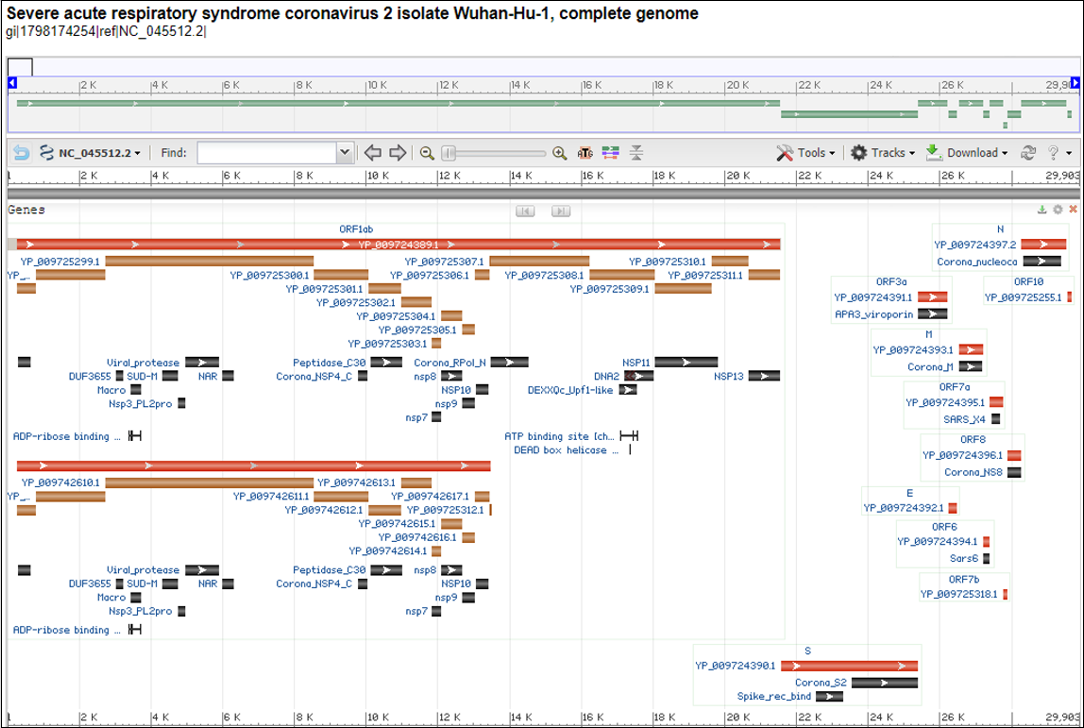 Severe acute respiratory syndrome coronavirus 2 isolate Wuhan-Hu-1, complete genome
gi|1798174254|ref|NC_045512.2|
2 K 4 K 6 K 8 K 10 K 12 K 14 K 16 K 18 K 20 K 22 K 24 K 26 K 29,90
NC_045512.2 Find: Tools Tracks Download ?
1 2 K 4 K 6 K 8 K 10 K 12 K 14 K 16 K 18 K 20 K 22 K 24 K 26 K 29,903
Genes
ORF1ab N
YP_009724389.1 YP_009724397.2
YP_009725299.1 YP_009725307.1 YP_009725310.1 Corona_nucleoca
YP_… YP_009725300.1 YP_009725306.1 YP_009725308.1 YP_009725311.1
ORF3a ORF10
YP_009725301.1 YP_009725309.1
YP_009724391.1 YP_009725255.1
YP_009725302.1
YP_009725304.1 APA3_viroporin
YP_009725305.1
M
YP_009725303.1 YP_009724393.1
Viral_protease Peptidase_C30 Corona_RPol_N NSP11 Corona_M
DUF3655 SUD-M NAR Corona_NSP4_C nsp8 DNA2 NSP13
Macro NSP10 DEXXQc_Upf1-like ORF7a
Nsp3_PL2pro nsp9 YP_009724395.1
nsp7 SARS_X4
ADP-ribose binding … ATP binding site [ch… ORF8
DEAD box helicase … YP_009724396.1
Corona_NS8
YP_009742610.1 YP_009742613.1
YP_… YP_009742611.1 YP_009742617.1 E
YP_009742612.1 YP_009725312.1 YP_009724392.1
YP_009742615.1 ORF6
YP_009742616.1 YP_009724394.1
YP_009742614.1 Sars6
Viral_protease Peptidase_C30 nsp8
DUF3655 SUD-M NAR Corona_NSP4_C NSP10 ORF7b
Macro nsp9 YP_009725318.1
Nsp3_PL2pro nsp7
ADP-ribose binding …
S
YP_009724390.1
Corona_S2
Spike_rec_bind
1 2 K 4 K 6 K 8 K 10 K 12 K 14 K 16 K 18 K 20 K 22 K 24 K 26 K 29,903